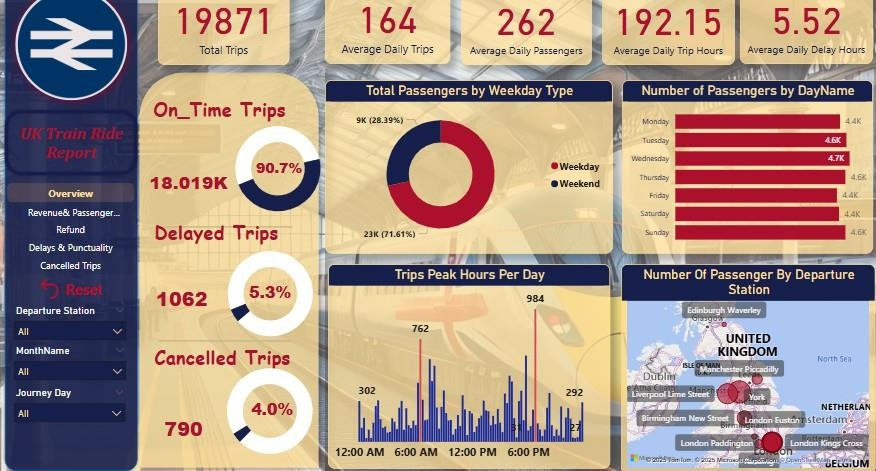 19871
Total Trips
164
Average Daily Trips
262
Average Daily Passengers
192.15
Average Daily Trip Hours
5.52
Average Daily Delay Hours
UK Train Ride
Report
Overview
Revenue& Passenger...
Refund
Delays & Punctuality
Cancelled Trips
Reset
Departure Station
All
MonthName
All
Journey Day
All
On_Time Trips
18.019K
90.7%
Delayed Trips
1062
5.3%
Cancelled Trips
790
4.0%
Total Passengers by Weekday Type
9K (28.39%)
23K (71.61%)
Weekday
Weekend
Number of Passengers by DayName
Monday 4.4K
Tuesday 4.6K
Wednesday 4.7K
Thursday 4.6K
Friday 4.4K
Saturday 4.4K
Sunday 4.6K
Trips Peak Hours Per Day
984
762
302
292
31
27
12:00 AM 6:00 AM 12:00 PM 6:00 PM
Number Of Passenger By Departure
Station
Edinburgh Waverley
Glasgow
UNITED
KINGDOM
North Sea
ISLE OF MAN
Manchester Piccadilly
Dublin
Liverpool Lime Street
York
Birmingham New Street
London Euston
NETHERLAN
London Paddington
London Kings Cross
London
BELGIUM
© 2025 TomTom, © 2025 Microsoft Corporation, © OpenStreetMap